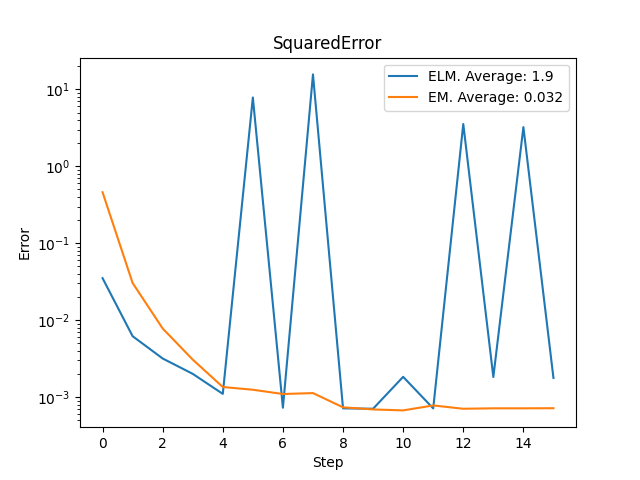 SquaredError
ELM. Average: 1.9
EM. Average: 0.032
Error
10¹
10⁰
10⁻¹
10⁻²
10⁻³
0 2 4 6 8 10 12 14
Step